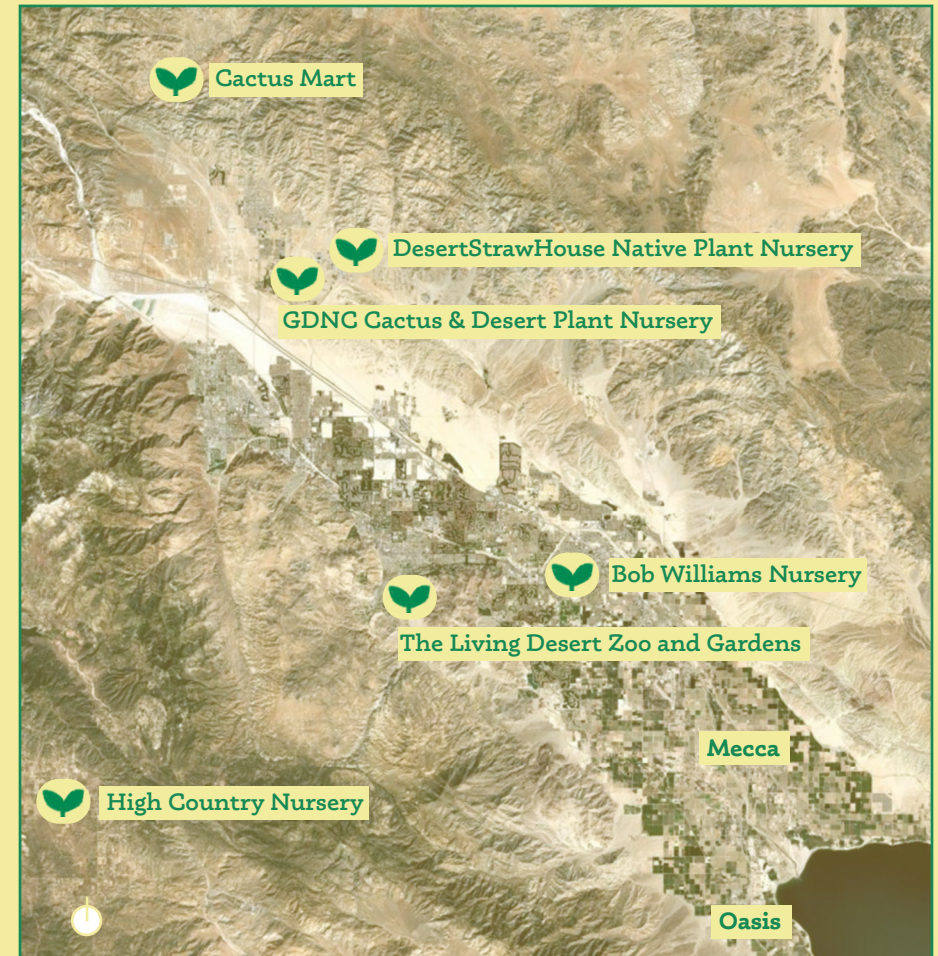 Cactus Mart
DesertStrawHouse Native Plant Nursery
GDNC Cactus & Desert Plant Nursery
Bob Williams Nursery
The Living Desert Zoo and Gardens
Mecca
High Country Nursery
Oasis